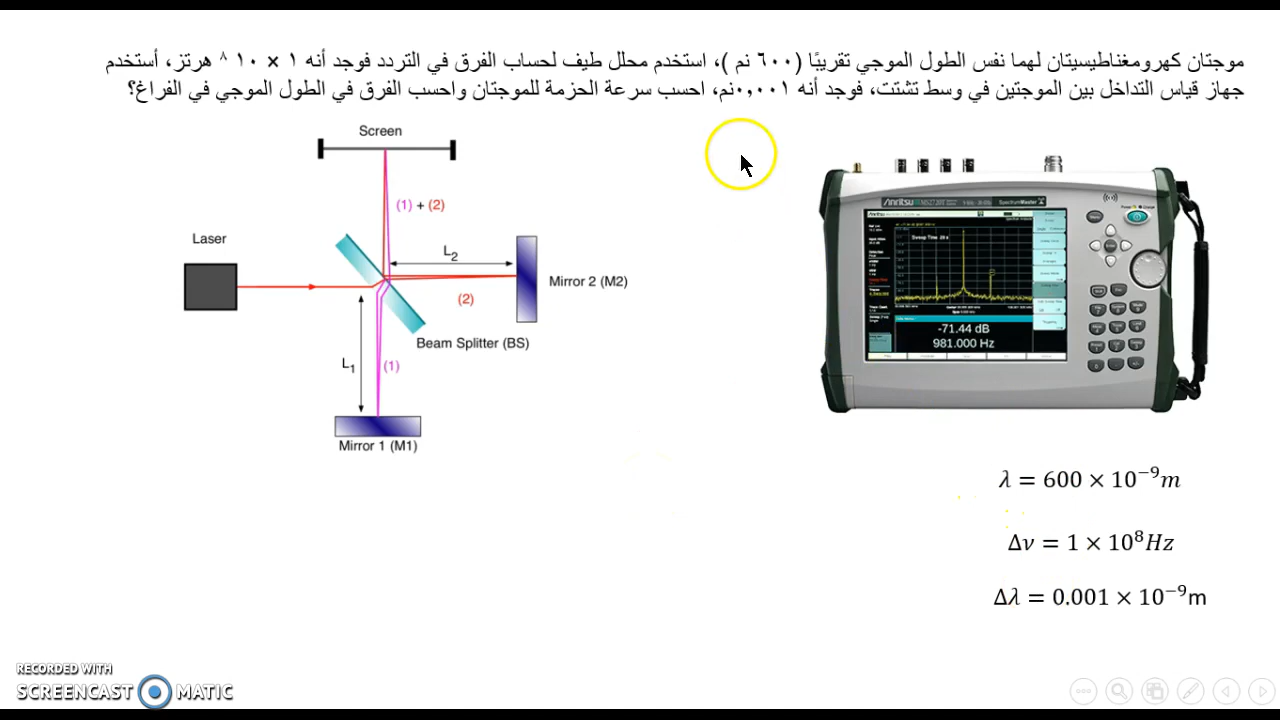 موجتان كهرومغناطيسيتان لهما نفس الطول الموجي تقريبًا (٦٠٠ نم )، استخدم محلل طيف لحساب الفرق في التردد فوجد أنه ١ × ١٠ ^ ٨ هرتز، أستخدم
جهاز قياس التداخل بين الموجتين في وسط تشتت، فوجد أنه ٠,٠٠١نم، احسب سرعة الحزمة للموجتان واحسب الفرق في الطول الموجي في الفراغ؟
Screen
(1) + (2)
Laser
L2
Mirror 2 (M2)
(2)
Beam Splitter (BS)
L1
(1)
Mirror 1 (M1)
Anritsu
Spectrum Master
-71.44 dB
981.000 Hz
λ = 600 × 10⁻⁹m
Δν = 1 × 10⁸Hz
Δλ = 0.001 × 10⁻⁹m
RECORDED WITH
SCREENCAST MATIC